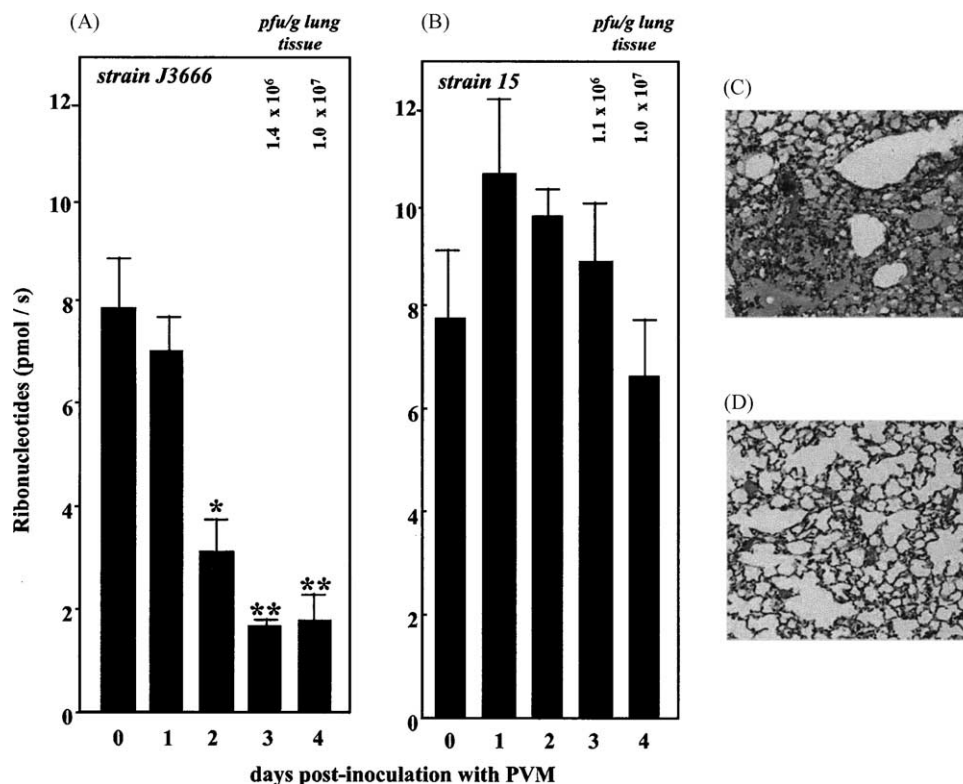 (A)
pfu/g lung
tissue
strain J3666
1.4 x 10⁶
1.0 x 10⁷
12
10
8
6
4
2
0
Ribonucleotides (pmol / s)
*
**
**
0 1 2 3 4
(B)
pfu/g lung
tissue
strain 15
1.1 x 10⁶
1.0 x 10⁷
12
10
8
6
4
2
0
0 1 2 3 4
days post-inoculation with PVM
(C)
(D)